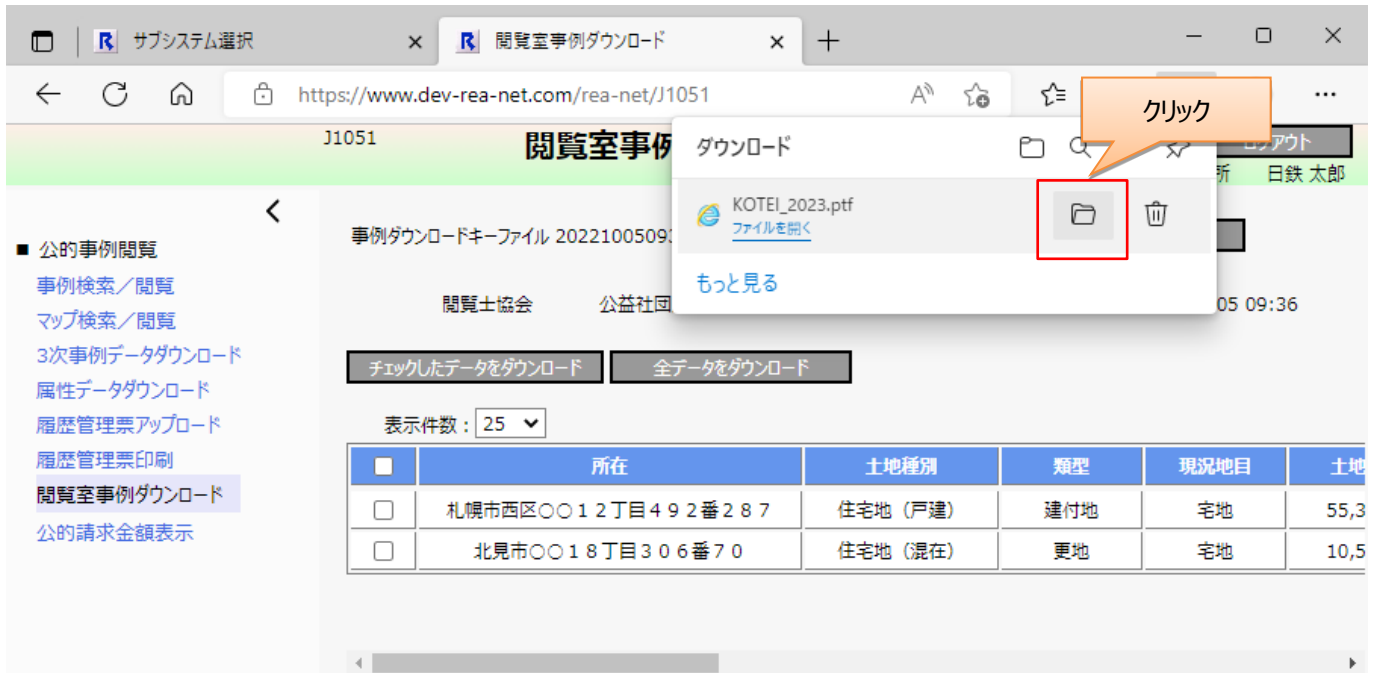 サブシステム選択
閲覧室事例ダウンロード
https://www.dev-rea-net.com/rea-net/J1051
クリック
J1051
閲覧室事例
ログアウト
所 日鉄 太郎
ダウンロード
KOTEI_2023.ptf
ファイルを開く
もっと見る
■ 公的事例閲覧
事例検索／閲覧
マップ検索／閲覧
3次事例データダウンロード
属性データダウンロード
履歴管理票アップロード
履歴管理票印刷
閲覧室事例ダウンロード
公的請求金額表示
事例ダウンロードキーファイル 2022100509
閲覧士協会 公益社団
05 09:36
チェックしたデータをダウンロード 全データをダウンロード
表示件数：25
所在 土地種別 類型 現況地目 土地
札幌市西区○○１２丁目４９２番２８７ 住宅地（戸建） 建付地 宅地 55,3
北見市○○１８丁目３０６番７０ 住宅地（混在） 更地 宅地 10,5